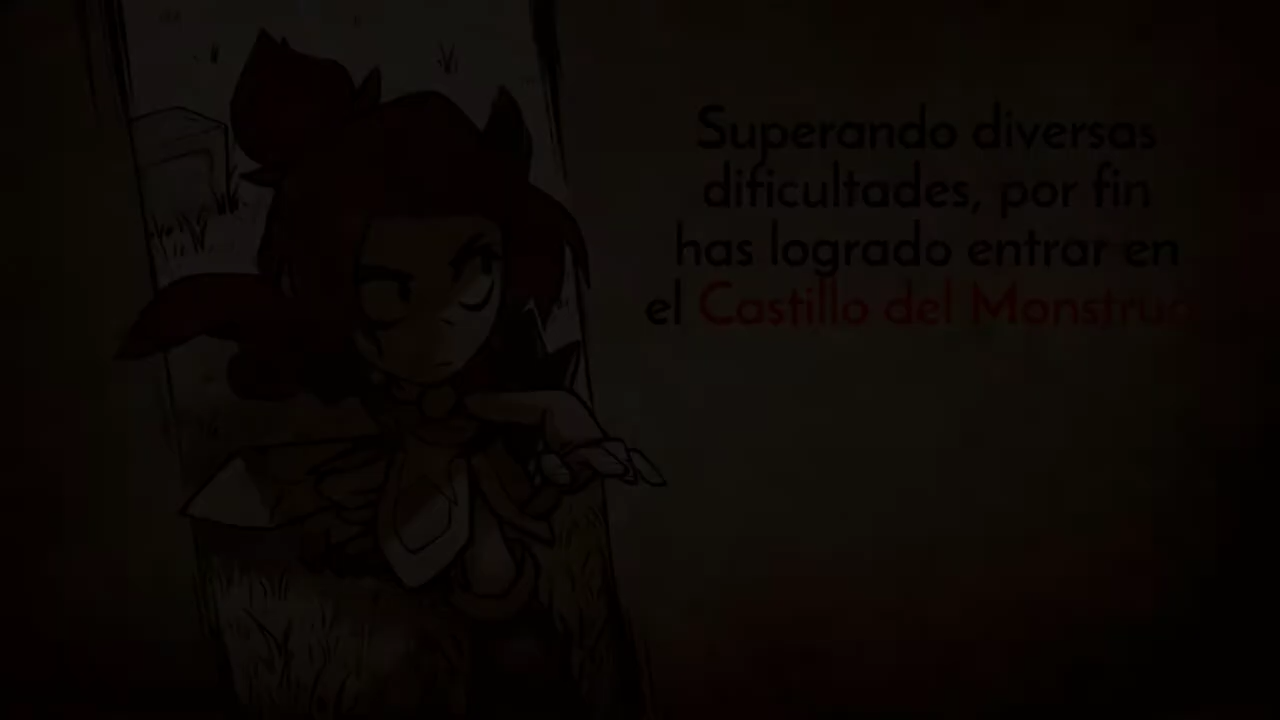 Superando diversas
dificultades, por fin
has logrado entrar en
el Castillo del Monstruo